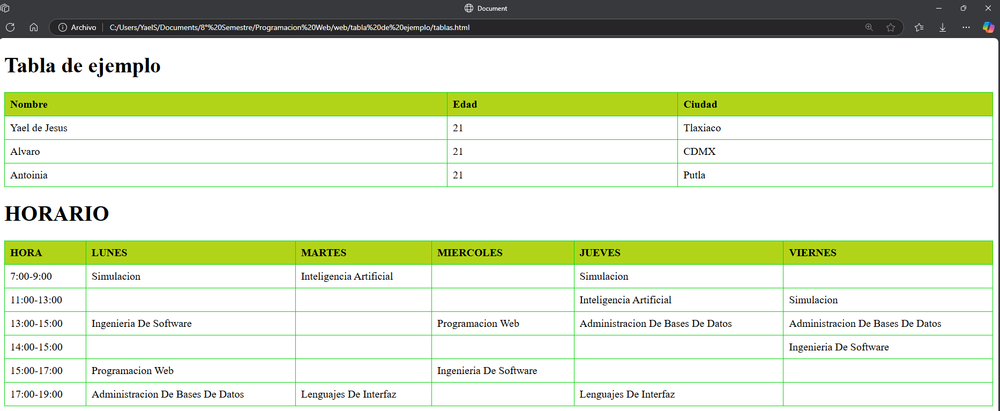 Document
Archivo C:/Users/YaelS/Documents/8°%20Semestre/Programacion%20Web/web/tabla%20de%20ejemplo/tablas.html
Tabla de ejemplo
Nombre Edad Ciudad
Yael de Jesus 21 Tlaxiaco
Alvaro 21 CDMX
Antoinia 21 Putla
HORARIO
HORA LUNES MARTES MIERCOLES JUEVES VIERNES
7:00-9:00 Simulacion Inteligencia Artificial Simulacion
11:00-13:00 Inteligencia Artificial Simulacion
13:00-15:00 Ingenieria De Software Programacion Web Administracion De Bases De Datos Administracion De Bases De Datos
14:00-15:00 Ingenieria De Software
15:00-17:00 Programacion Web Ingenieria De Software
17:00-19:00 Administracion De Bases De Datos Lenguajes De Interfaz Lenguajes De Interfaz